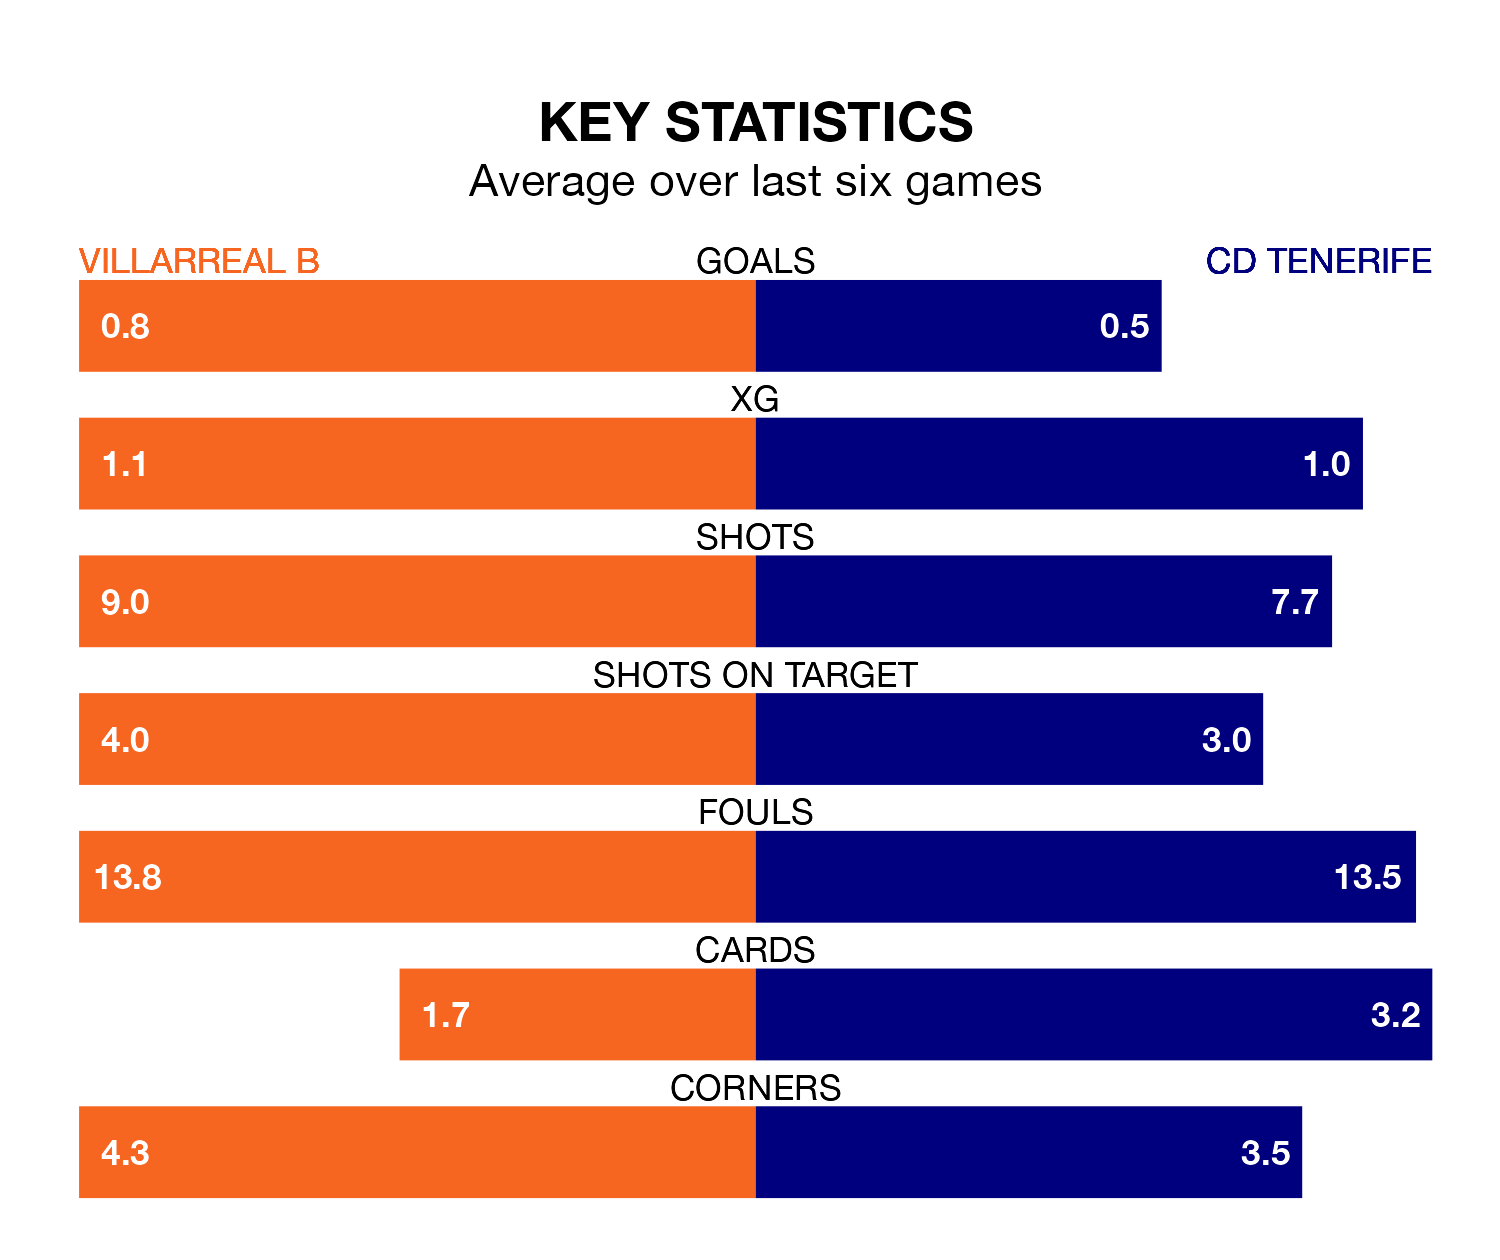 KEY STATISTICS
Average over last six games
VILLARREAL B GOALS CD TENERIFE
0.8 0.5
XG
1.1 1.0
SHOTS
9.0 7.7
SHOTS ON TARGET
4.0 3.0
FOULS
13.8 13.5
CARDS
1.7 3.2
CORNERS
4.3 3.5